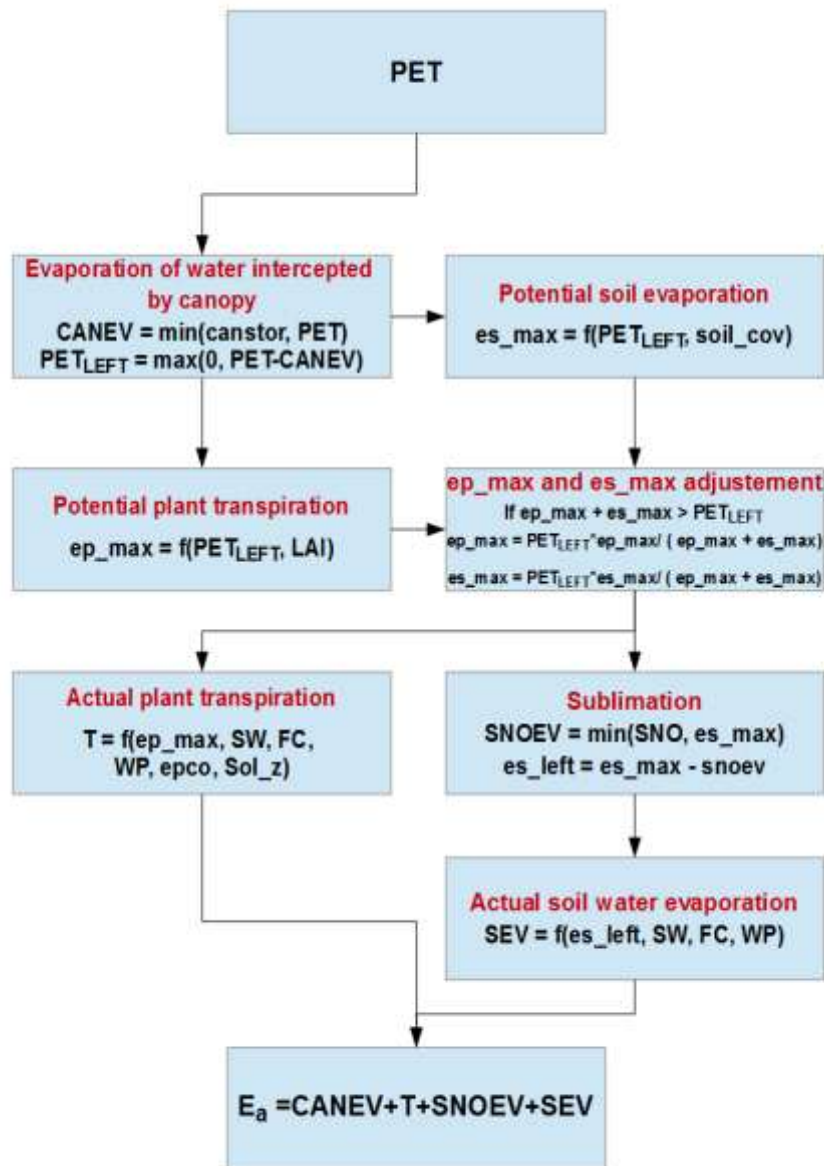 PET
Evaporation of water intercepted
by canopy
CANEV = min(canstor, PET)
PETLEFT = max(0, PET-CANEV)
Potential soil evaporation
es_max = f(PETLEFT, soil_cov)
Potential plant transpiration
ep_max = f(PETLEFT, LAI)
ep_max and es_max adjustement
If ep_max + es_max > PETLEFT
ep_max = PETLEFT*ep_max/ ( ep_max + es_max)
es_max = PETLEFT*es_max/ ( ep_max + es_max)
Actual plant transpiration
T = f(ep_max, SW, FC,
WP, epco, Sol_z)
Sublimation
SNOEV = min(SNO, es_max)
es_left = es_max - snoev
Actual soil water evaporation
SEV = f(es_left, SW, FC, WP)
Ea =CANEV+T+SNOEV+SEV